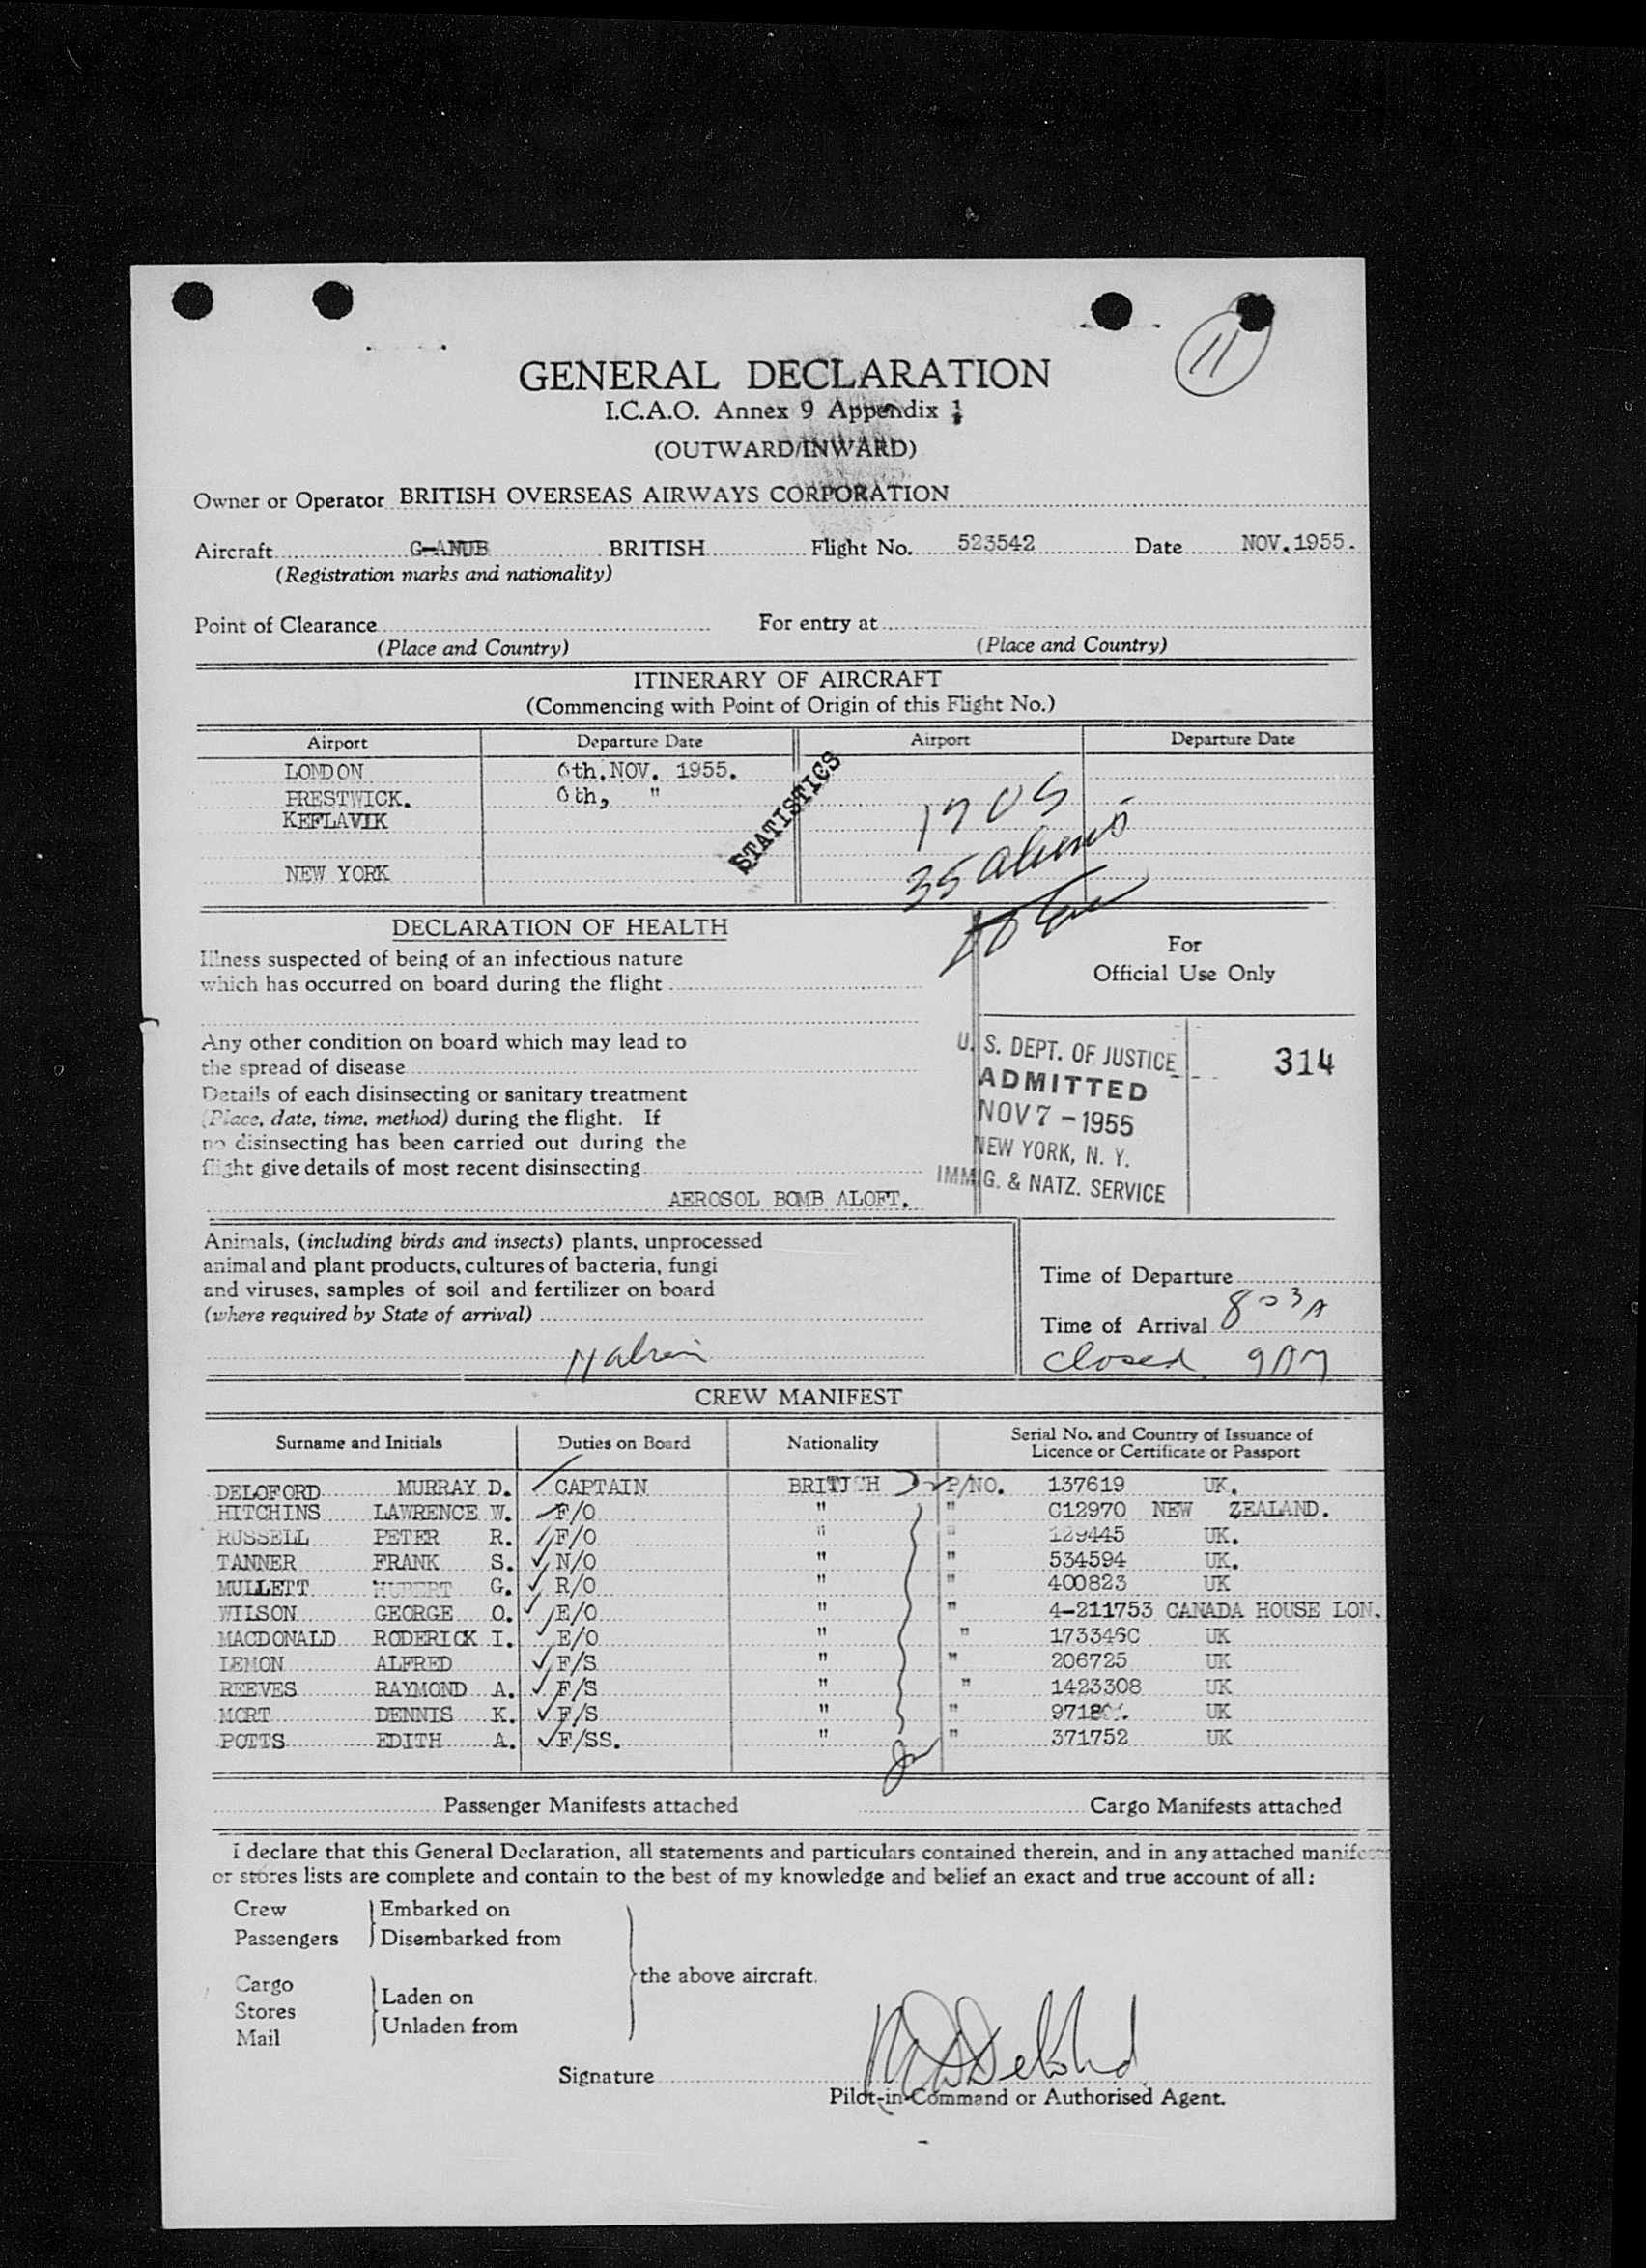 11
GENERAL DECLARATION
I.C.A.O. Annex 9 Appendix 1
(OUTWARD/INWARD)
Owner or Operator BRITISH OVERSEAS AIRWAYS CORPORATION
Aircraft G-ANUB BRITISH Flight No. 523542 Date NOV.1955.
(Registration marks and nationality)
Point of Clearance For entry at
(Place and Country) (Place and Country)
ITINERARY OF AIRCRAFT
(Commencing with Point of Origin of this Flight No.)
Airport Departure Date Airport Departure Date
LONDON 6th.NOV. 1955.
PRESTWICK. 6th, "
KEFLAVIK
NEW YORK
STATISTICS
35 aliens
DECLARATION OF HEALTH
For
Official Use Only
Illness suspected of being of an infectious nature
which has occurred on board during the flight
Any other condition on board which may lead to
the spread of disease
Details of each disinsecting or sanitary treatment
(Place, date, time, method) during the flight. If
no disinsecting has been carried out during the
flight give details of most recent disinsecting
AEROSOL BOMB ALOFT.
U. S. DEPT. OF JUSTICE
ADMITTED
NOV 7 - 1955
NEW YORK, N. Y.
IMMIG. & NATZ. SERVICE
314
Animals, (including birds and insects) plants, unprocessed
animal and plant products, cultures of bacteria, fungi
and viruses, samples of soil and fertilizer on board
(where required by State of arrival)
Time of Departure
Time of Arrival 803A
closed 9AM
CREW MANIFEST
Surname and Initials Duties on Board Nationality Serial No. and Country of Issuance of
Licence or Certificate or Passport
DELOFORD MURRAY D. CAPTAIN BRITISH P/NO. 137619 UK.
HITCHINS LAWRENCE W. F/O " " C12970 NEW ZEALAND.
RUSSELL PETER R. F/O " " 129445 UK.
TANNER FRANK S. N/O " " 534594 UK.
MULLETT HUBERT G. R/O " " 400823 UK
WILSON GEORGE O. E/O " " 4-211753 CANADA HOUSE LON.
MACDONALD RODERICK I. E/O " " 173346C UK
LEMON ALFRED F/S " " 206725 UK
REEVES RAYMOND A. F/S " " 1423308 UK
MORT DENNIS K. F/S " " UK
POTTS EDITH A. F/SS. " " 371752 UK
Passenger Manifests attached Cargo Manifests attached
I declare that this General Declaration, all statements and particulars contained therein, and in any attached manifests
or stores lists are complete and contain to the best of my knowledge and belief an exact and true account of all:
Crew Embarked on
Passengers Disembarked from
the above aircraft.
Cargo
Stores Laden on
Mail Unladen from
Signature
Pilot-in-Command or Authorised Agent.